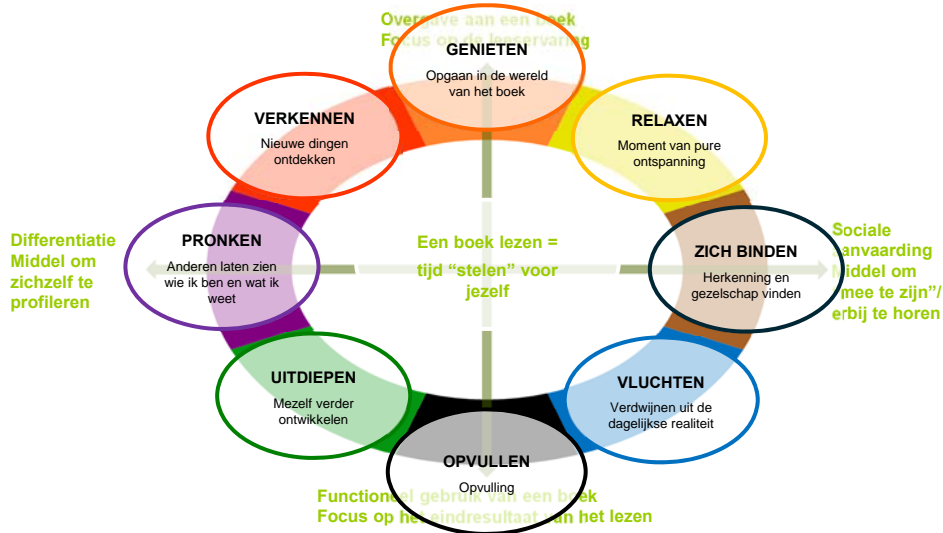 Overgave aan een boek
Focus op de leeservaring
GENIETEN
Opgaan in de wereld
van het boek
VERKENNEN
Nieuwe dingen
ontdekken
RELAXEN
Moment van pure
ontspanning
Differentiatie
Middel om
zichzelf te
profileren
PRONKEN
Anderen laten zien
wie ik ben en wat ik
weet
Een boek lezen =
tijd “stelen” voor
jezelf
ZICH BINDEN
Herkenning en
gezelschap vinden
Sociale
aanvaarding
Middel om
“mee te zijn”/
erbij te horen
UITDIEPEN
Mezelf verder
ontwikkelen
VLUCHTEN
Verdwijnen uit de
dagelijkse realiteit
OPVULLEN
Opvulling
Functioneel gebruik van een boek
Focus op het eindresultaat van het lezen